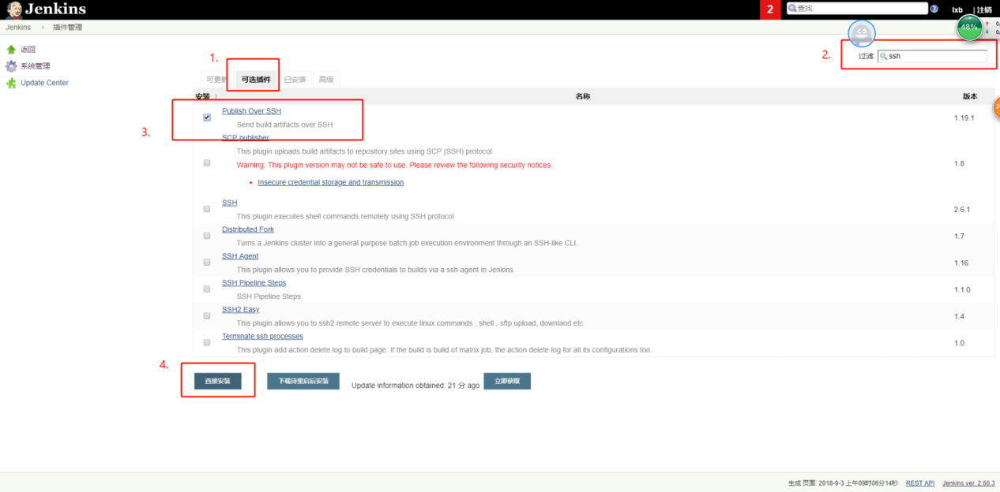 Jenkins
2
查找
lxb
注销
Jenkins
插件管理
48%
返回
系统管理
Update Center
1.
2.
过滤:
ssh
可更新
可选插件
已安装
高级
安装
名称
版本
3.
Publish Over SSH
Send build artifacts over SSH
1.19.1
SCP publisher
This plugin uploads build artifacts to repository sites using SCP (SSH) protocol.
Warning: This plugin version may not be safe to use. Please review the following security notices:
Insecure credential storage and transmission
1.8
SSH
This plugin executes shell commands remotely using SSH protocol.
2.6.1
Distributed Fork
Turns a Jenkins cluster into a general purpose batch job execution environment through an SSH-like CLI.
1.7
SSH Agent
This plugin allows you to provide SSH credentials to builds via a ssh-agent in Jenkins
1.16
SSH Pipeline Steps
SSH Pipeline Steps
1.1.0
SSH2 Easy
This plugin allows you to ssh2 remote server to execute linux commands , shell , sftp upload, downlaod etc
1.4
Terminate ssh processes
This plugin add action delete log to build page. If the build is build of matrix job, the action delete log for all its configurations too.
1.0
4.
直接安装
下载待重启后安装
Update information obtained: 21 分 ago
立即获取
生成 页面: 2018-9-3 上午09时06分14秒
REST API
Jenkins ver. 2.60.3